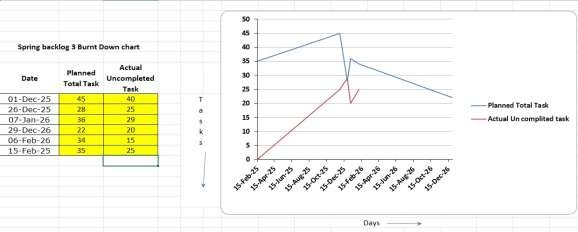 Spring backlog 3 Burnt Down chart
Date Planned Total Task Actual Uncompleted Task
01-Dec-25 45 40
26-Dec-25 28 25
07-Jan-26 36 29
29-Dec-26 22 20
06-Feb-26 34 15
15-Feb-25 35 25
Tasks
50
45
40
35
30
25
20
15
10
5
0
15-Feb-25 15-Apr-25 15-Jun-25 15-Aug-25 15-Oct-25 15-Dec-25 15-Feb-26 15-Apr-26 15-Jun-26 15-Aug-26 15-Oct-26 15-Dec-26
Planned Total Task
Actual Un complited task
Days